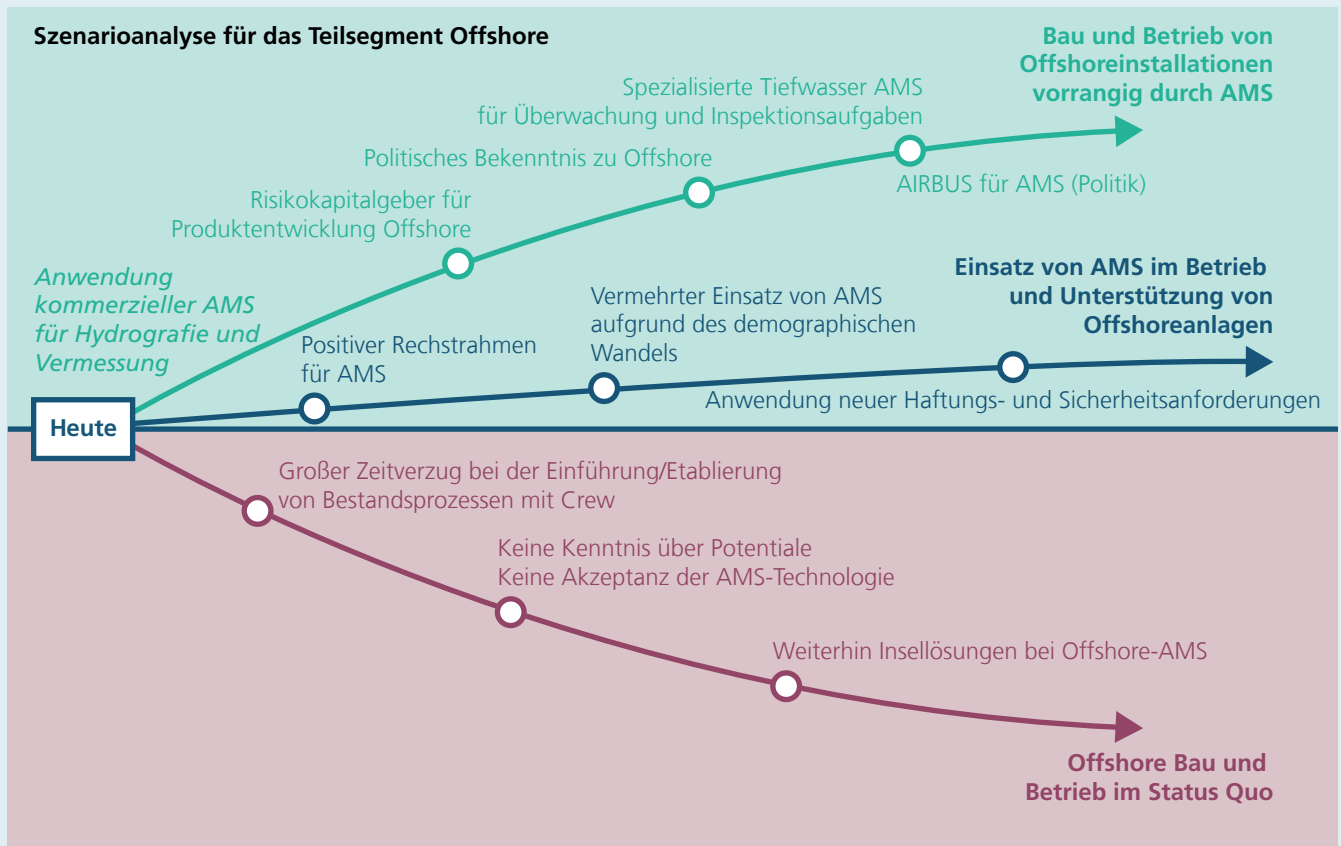 Szenarioanalyse für das Teilsegment Offshore
Bau und Betrieb von
Offshoreinstallationen
vorrangig durch AMS
Spezialisierte Tiefwasser AMS
für Überwachung und Inspektionsaufgaben
Politisches Bekenntnis zu Offshore
AIRBUS für AMS (Politik)
Risikokapitalgeber für
Produktentwicklung Offshore
Anwendung
kommerzieller AMS
für Hydrografie und
Vermessung
Einsatz von AMS im Betrieb
und Unterstützung von
Offshoreanlagen
Vermehrter Einsatz von AMS
aufgrund des demographischen
Wandels
Positiver Rechstrahmen
für AMS
Anwendung neuer Haftungs- und Sicherheitsanforderungen
Heute
Großer Zeitverzug bei der Einführung/Etablierung
von Bestandsprozessen mit Crew
Keine Kenntnis über Potentiale
Keine Akzeptanz der AMS-Technologie
Weiterhin Insellösungen bei Offshore-AMS
Offshore Bau und
Betrieb im Status Quo